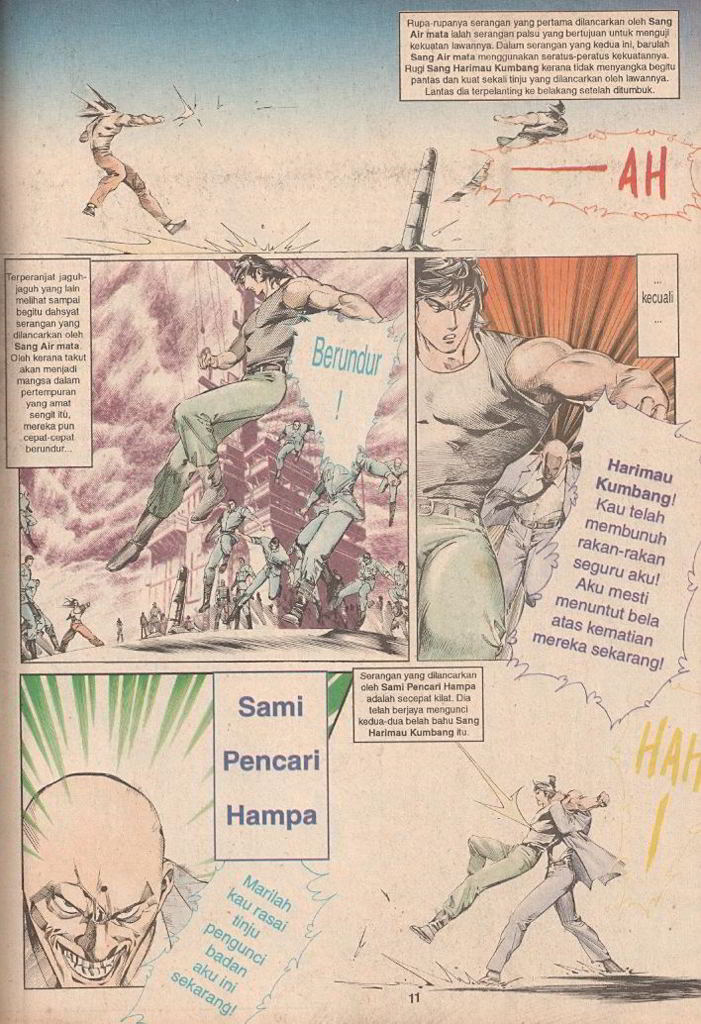 Rupa-rupanya serangan yang pertama dilancarkan oleh Sang
Air mata ialah serangan palsu yang bertujuan untuk menguji
kekuatan lawannya. Dalam serangan yang kedua ini, barulah
Sang Air mata menggunakan seratus-peratus kekuatannya.
Rugi Sang Harimau Kumbang kerana tidak menyangka begitu
pantas dan kuat sekali tinju yang dilancarkan oleh lawannya.
Lantas dia terpelanting ke belakang setelah ditumbuk.
AH
Terperanjat jaguh-
jaguh yang lain
melihat sampai
begitu dahsyat
serangan yang
dilancarkan oleh
Sang Air mata.
Oleh kerana takut
akan menjadi
mangsa dalam
pertempuran
yang amat
sengit itu,
mereka pun
cepat-cepat
berundur...
Berundur
!
...
kecuali
...
Harimau
Kumbang!
Kau telah
membunuh
rakan-rakan
seguru aku!
Aku mesti
menuntut bela
atas kematian
mereka sekarang!
Sami
Pencari
Hampa
Serangan yang dilancarkan
oleh Sami Pencari Hampa
adalah secepat kilat. Dia
telah berjaya mengunci
kedua-dua belah bahu Sang
Harimau Kumbang itu.
HAH
!
Marilah
kau rasai
tinju
pengunci
badan
aku ini
sekarang!
11